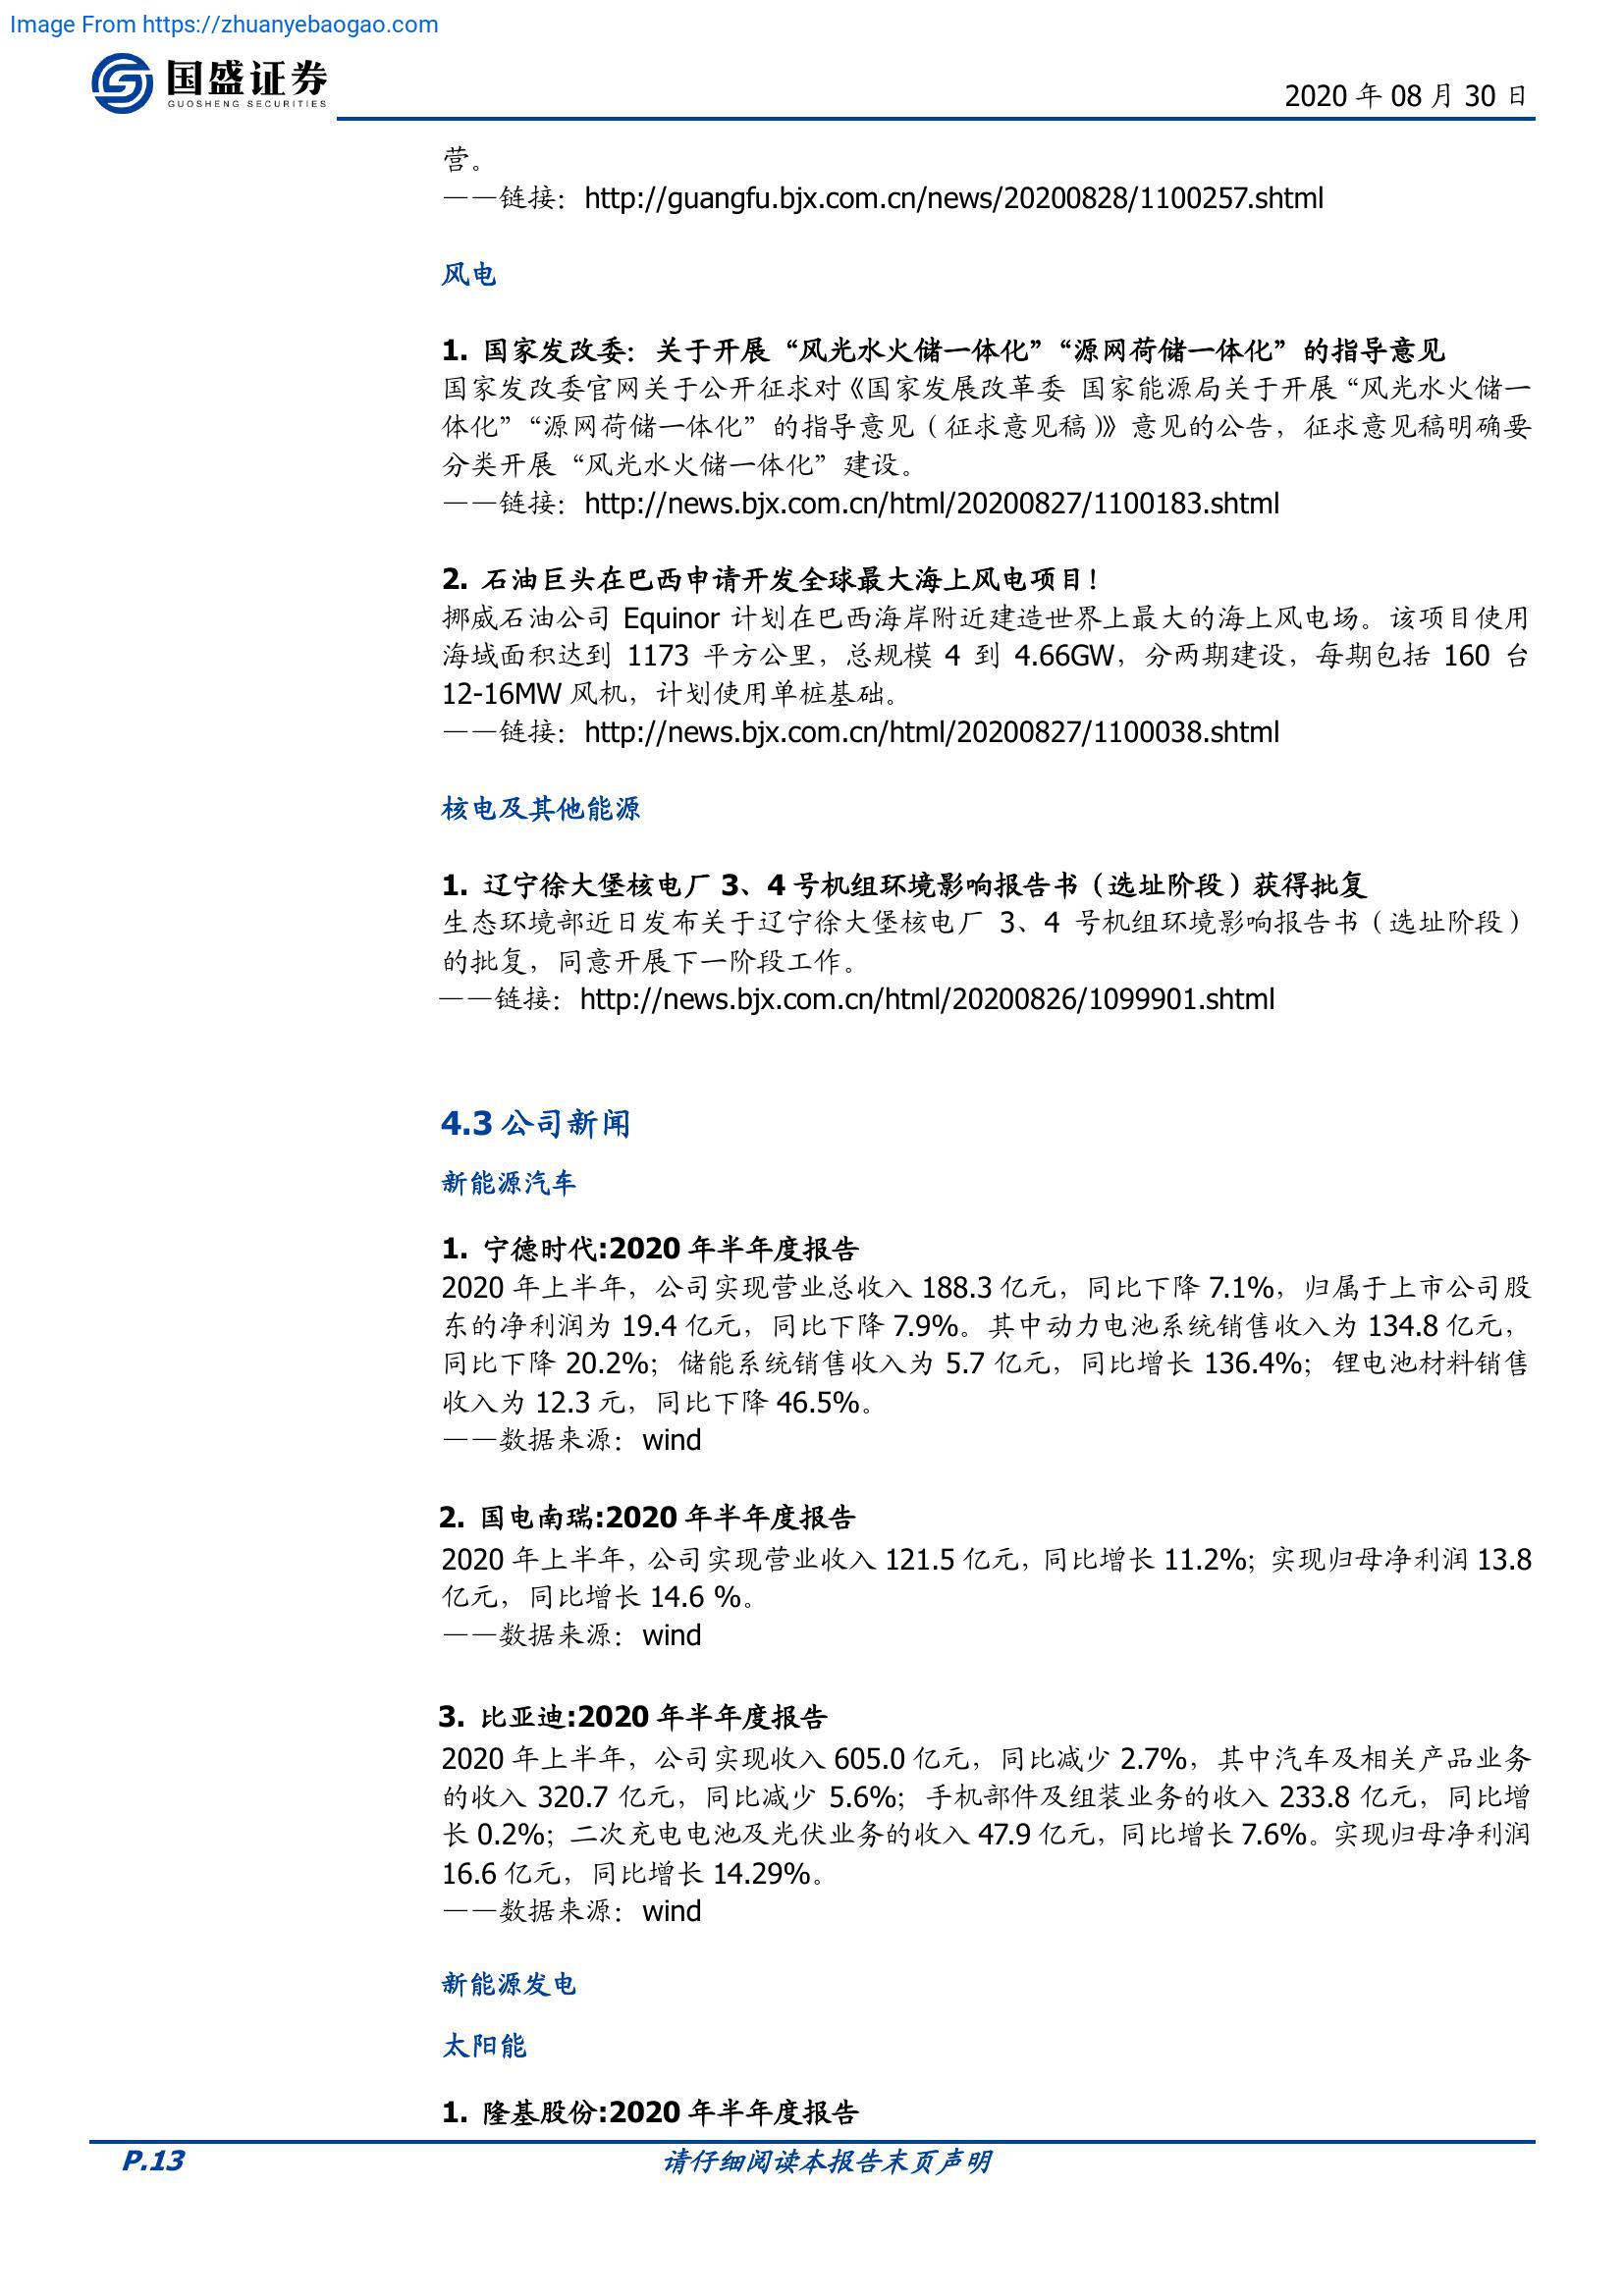 Image From https://zhuanyebaogao.com
国盛证券
GUOSHENG SECURITIES
2020 年 08 月 30 日
营。
——链接：http://guangfu.bjx.com.cn/news/20200828/1100257.shtml
风电
1. 国家发改委：关于开展“风光水火储一体化”“源网荷储一体化”的指导意见
国家发改委官网关于公开征求对《国家发展改革委 国家能源局关于开展“风光水火储一
体化”“源网荷储一体化”的指导意见（征求意见稿）》意见的公告，征求意见稿明确要
分类开展“风光水火储一体化”建设。
——链接：http://news.bjx.com.cn/html/20200827/1100183.shtml
2. 石油巨头在巴西申请开发全球最大海上风电项目！
挪威石油公司 Equinor 计划在巴西海岸附近建造世界上最大的海上风电场。该项目使用
海域面积达到 1173 平方公里，总规模 4 到 4.66GW，分两期建设，每期包括 160 台
12-16MW 风机，计划使用单桩基础。
——链接：http://news.bjx.com.cn/html/20200827/1100038.shtml
核电及其他能源
1. 辽宁徐大堡核电厂 3、4 号机组环境影响报告书（选址阶段）获得批复
生态环境部近日发布关于辽宁徐大堡核电厂 3、4 号机组环境影响报告书（选址阶段）
的批复，同意开展下一阶段工作。
——链接：http://news.bjx.com.cn/html/20200826/1099901.shtml
4.3 公司新闻
新能源汽车
1. 宁德时代:2020 年半年度报告
2020 年上半年，公司实现营业总收入 188.3 亿元，同比下降 7.1%，归属于上市公司股
东的净利润为 19.4 亿元，同比下降 7.9%。其中动力电池系统销售收入为 134.8 亿元，
同比下降 20.2%；储能系统销售收入为 5.7 亿元，同比增长 136.4%；锂电池材料销售
收入为 12.3 元，同比下降 46.5%。
——数据来源：wind
2. 国电南瑞:2020 年半年度报告
2020 年上半年，公司实现营业收入 121.5 亿元，同比增长 11.2%；实现归母净利润 13.8
亿元，同比增长 14.6 %。
——数据来源：wind
3. 比亚迪:2020 年半年度报告
2020 年上半年，公司实现收入 605.0 亿元，同比减少 2.7%，其中汽车及相关产品业务
的收入 320.7 亿元，同比减少 5.6%；手机部件及组装业务的收入 233.8 亿元，同比增
长 0.2%；二次充电电池及光伏业务的收入 47.9 亿元，同比增长 7.6%。实现归母净利润
16.6 亿元，同比增长 14.29%。
——数据来源：wind
新能源发电
太阳能
1. 隆基股份:2020 年半年度报告
P.13
请仔细阅读本报告末页声明